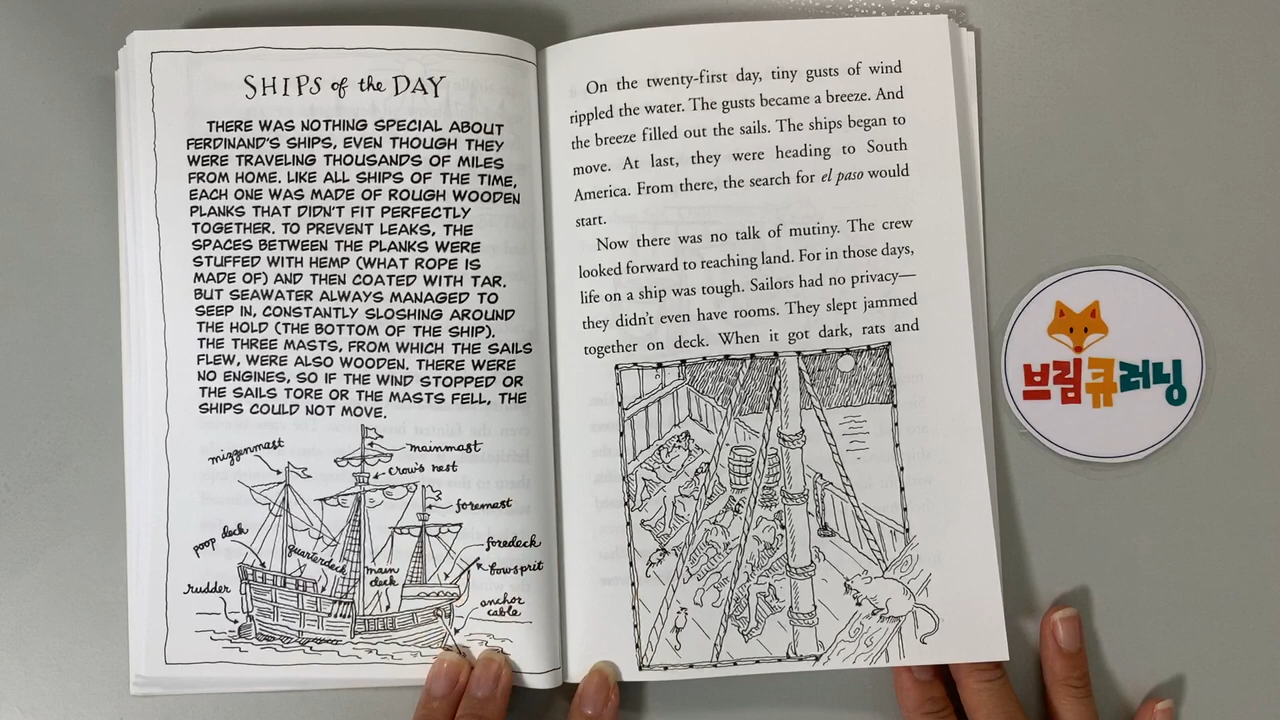 SHIPS of the DAY
THERE WAS NOTHING SPECIAL ABOUT
FERDINAND'S SHIPS, EVEN THOUGH THEY
WERE TRAVELING THOUSANDS OF MILES
FROM HOME. LIKE ALL SHIPS OF THE TIME,
EACH ONE WAS MADE OF ROUGH WOODEN
PLANKS THAT DIDN'T FIT PERFECTLY
TOGETHER. TO PREVENT LEAKS, THE
SPACES BETWEEN THE PLANKS WERE
STUFFED WITH HEMP (WHAT ROPE IS
MADE OF) AND THEN COATED WITH TAR.
BUT SEAWATER ALWAYS MANAGED TO
SEEP IN, CONSTANTLY SLOSHING AROUND
THE HOLD (THE BOTTOM OF THE SHIP).
THE THREE MASTS, FROM WHICH THE SAILS
FLEW, WERE ALSO WOODEN. THERE WERE
NO ENGINES, SO IF THE WIND STOPPED OR
THE SAILS TORE OR THE MASTS FELL, THE
SHIPS COULD NOT MOVE.
mizzenmast
mainmast
crow's nest
foremast
poop deck
quarterdeck
main
deck
foredeck
bowsprit
rudder
anchor
cable
On the twenty-first day, tiny gusts of wind
rippled the water. The gusts became a breeze. And
the breeze filled out the sails. The ships began to
move. At last, they were heading to South
America. From there, the search for el paso would
start.
Now there was no talk of mutiny. The crew
looked forward to reaching land. For in those days,
life on a ship was tough. Sailors had no privacy—
they didn't even have rooms. They slept jammed
together on deck. When it got dark, rats and
브림큐러닝